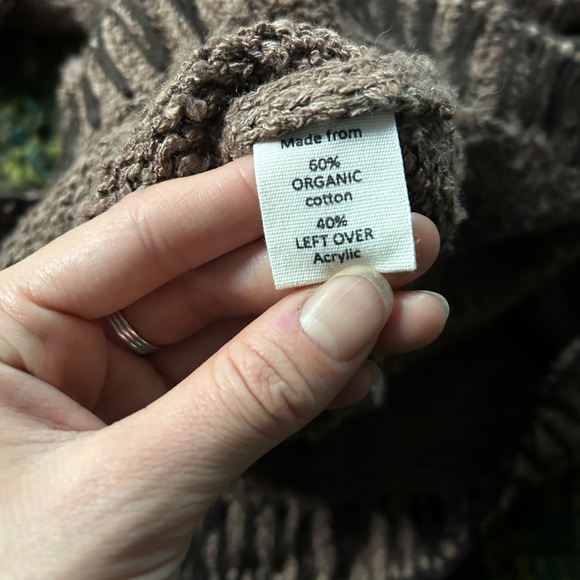 Made from
60%
ORGANIC
cotton
40%
LEFT OVER
Acrylic